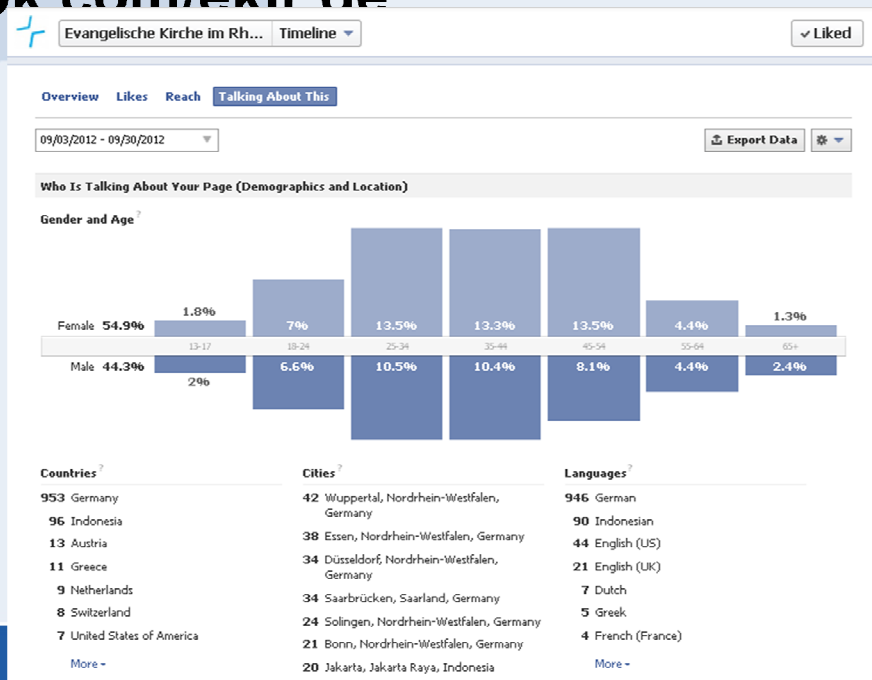 ok com/ekir de
Evangelische Kirche im Rh... Timeline
Liked
Overview Likes Reach Talking About This
09/03/2012 - 09/30/2012
Export Data
Who Is Talking About Your Page (Demographics and Location)
Gender and Age ?
1.8% 1.3%
Female 54.9% 7% 13.5% 13.3% 13.5% 4.4%
13-17 18-24 25-34 35-44 45-54 55-64 65+
Male 44.3% 6.6% 10.5% 10.4% 8.1% 4.4% 2.4%
2%
Countries ?
953 Germany
96 Indonesia
13 Austria
11 Greece
9 Netherlands
8 Switzerland
7 United States of America
More
Cities ?
42 Wuppertal, Nordrhein-Westfalen,
Germany
38 Essen, Nordrhein-Westfalen, Germany
34 Düsseldorf, Nordrhein-Westfalen,
Germany
34 Saarbrücken, Saarland, Germany
24 Solingen, Nordrhein-Westfalen, Germany
21 Bonn, Nordrhein-Westfalen, Germany
20 Jakarta, Jakarta Raya, Indonesia
Languages ?
946 German
90 Indonesian
44 English (US)
21 English (UK)
7 Dutch
5 Greek
4 French (France)
More